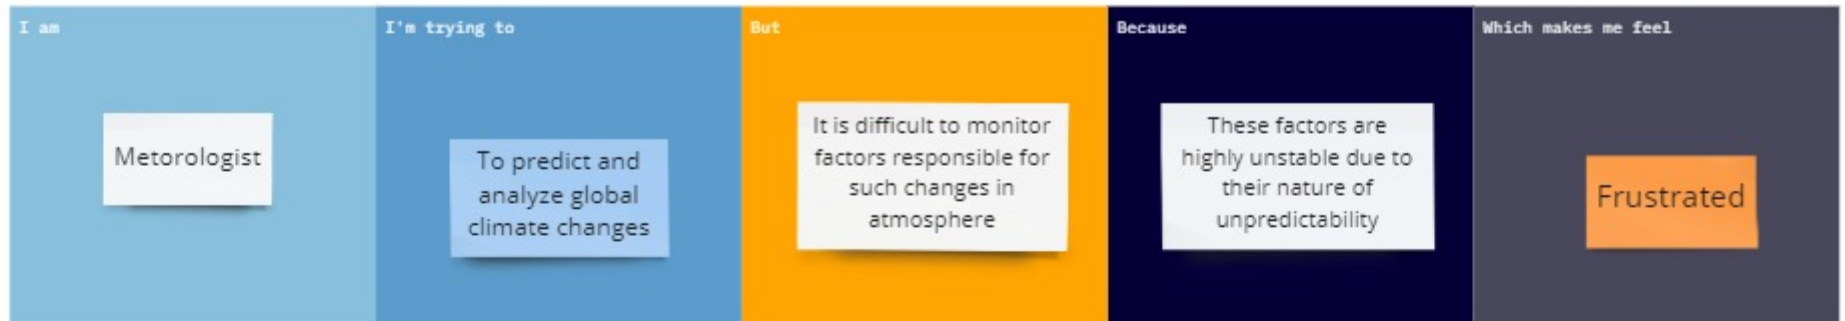 I am
Metorologist
I'm trying to
To predict and
analyze global
climate changes
But
It is difficult to monitor
factors responsible for
such changes in
atmosphere
Because
These factors are
highly unstable due to
their nature of
unpredictability
Which makes me feel
Frustrated